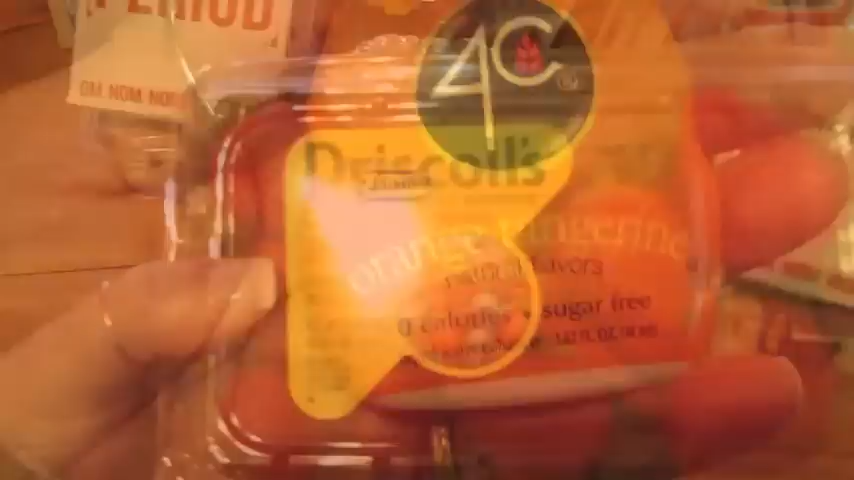 PERIOD
OM NOM NOM
4C
Driscoll's
orange tangerine
natural flavors
0 calories • sugar free